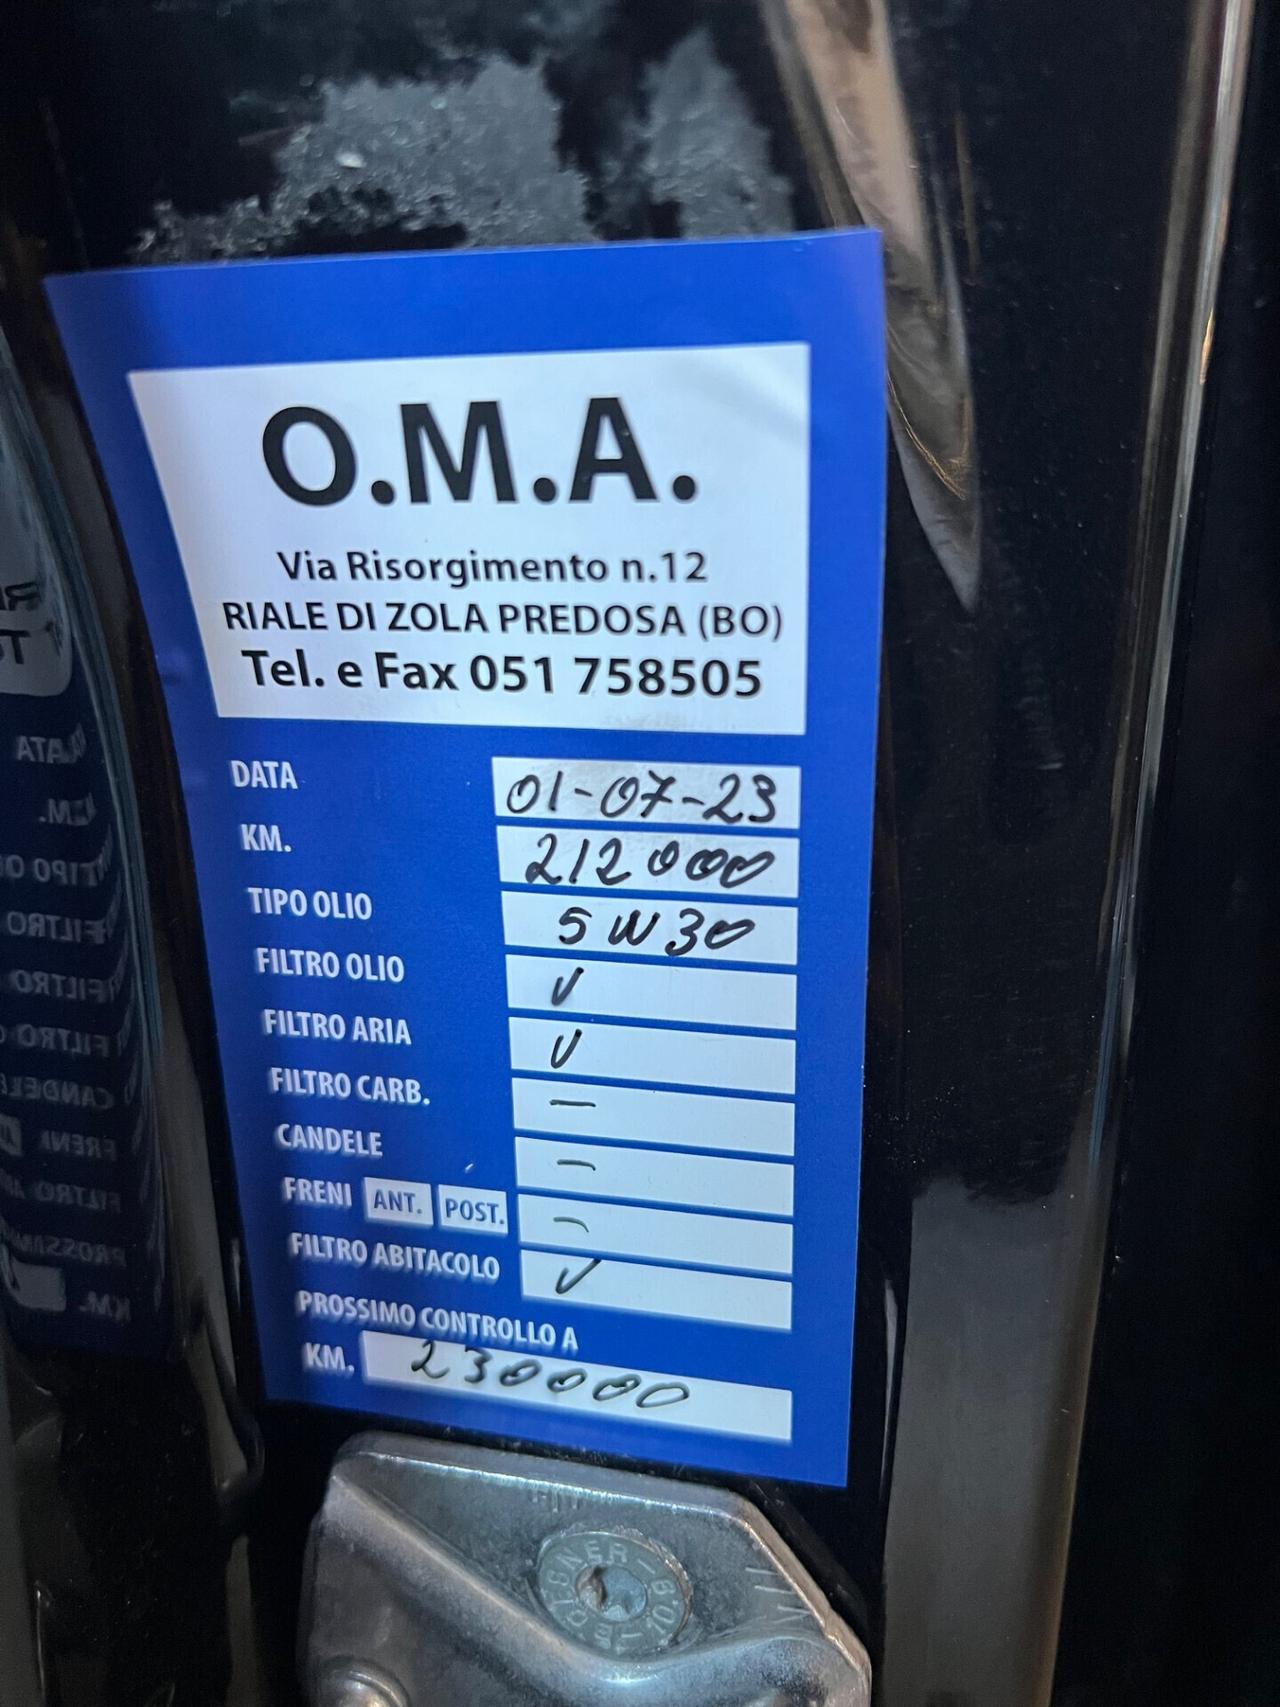 O.M.A.
Via Risorgimento n.12
RIALE DI ZOLA PREDOSA (BO)
Tel. e Fax 051 758505
DATA 01-07-23
KM. 212000
TIPO OLIO 5W30
FILTRO OLIO V
FILTRO ARIA V
FILTRO CARB. –
CANDELE –
FRENI ANT. POST. –
FILTRO ABITACOLO V
PROSSIMO CONTROLLO A
KM. 230000